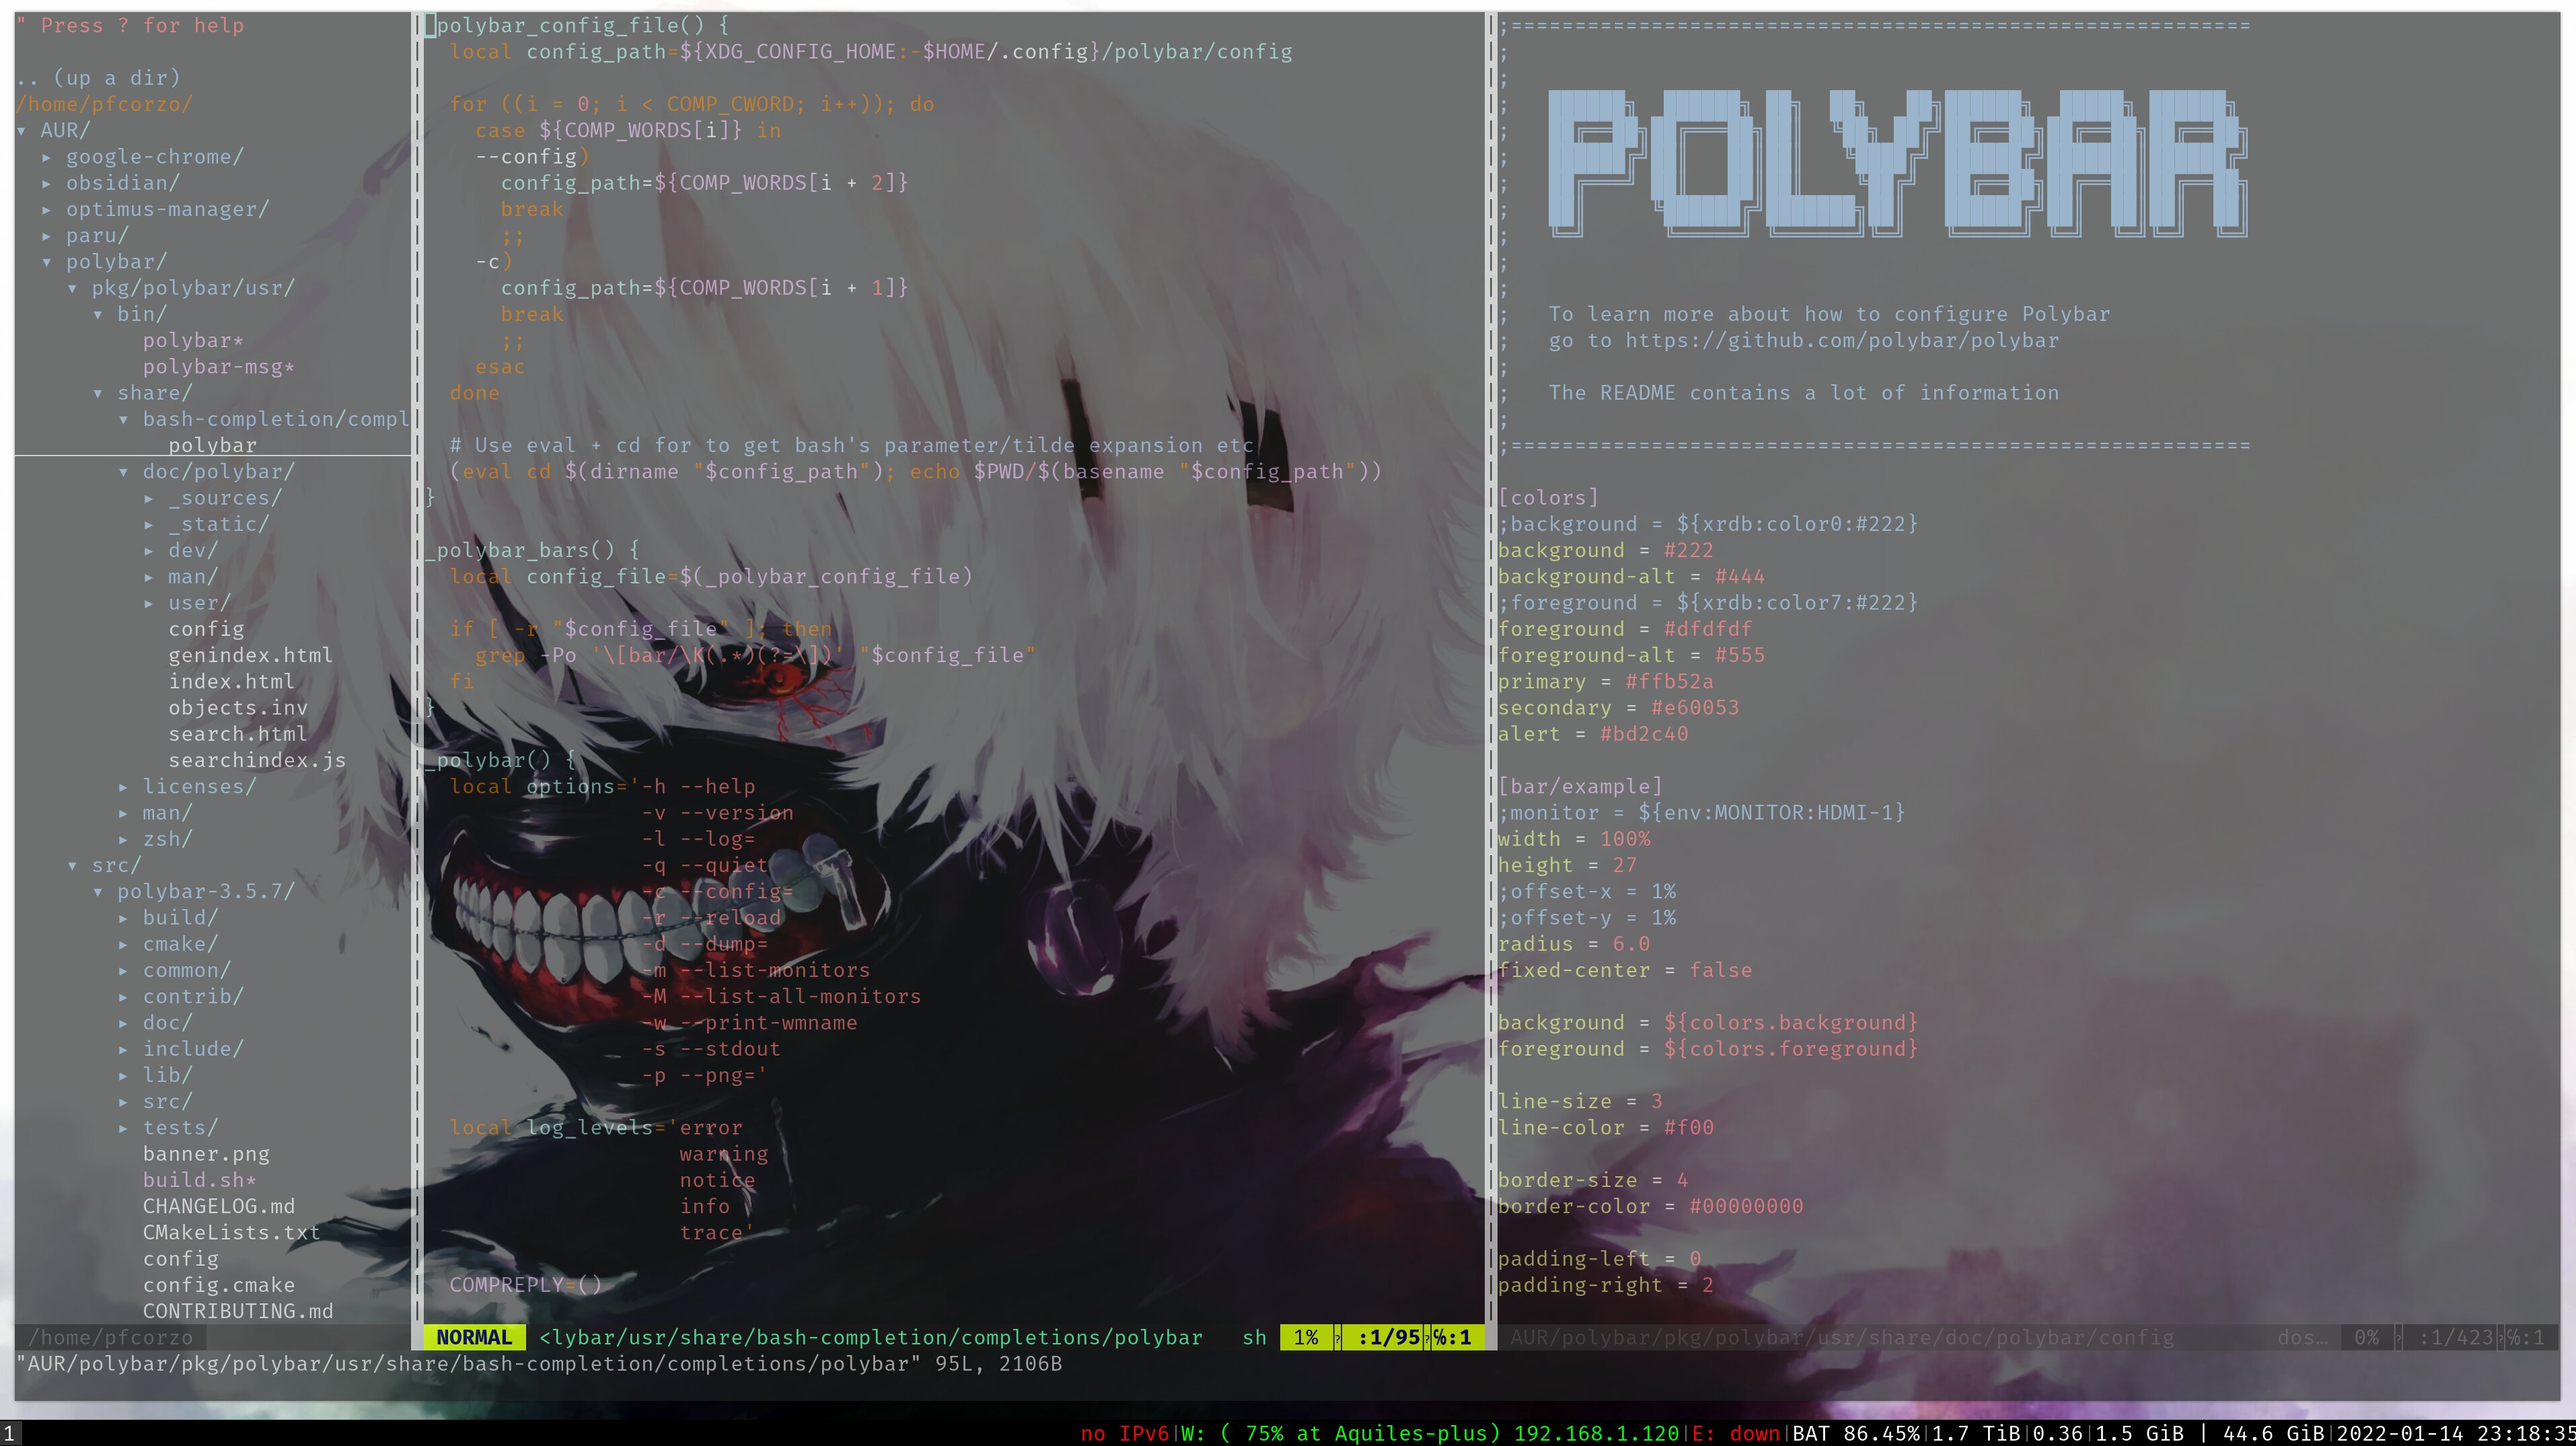 " Press ? for help
.. (up a dir)
/home/pfcorzo/
▾ AUR/
▸ google-chrome/
▸ obsidian/
▸ optimus-manager/
▸ paru/
▾ polybar/
▾ pkg/polybar/usr/
▾ bin/
polybar*
polybar-msg*
▾ share/
▾ bash-completion/compl
polybar
▾ doc/polybar/
▸ _sources/
▸ _static/
▸ dev/
▸ man/
▸ user/
config
genindex.html
index.html
objects.inv
search.html
searchindex.js
▸ licenses/
▸ man/
▸ zsh/
▾ src/
▾ polybar-3.5.7/
▸ build/
▸ cmake/
▸ common/
▸ contrib/
▸ doc/
▸ include/
▸ lib/
▸ src/
▸ tests/
banner.png
build.sh*
CHANGELOG.md
CMakeLists.txt
config
config.cmake
CONTRIBUTING.md
/home/pfcorzo
_polybar_config_file() {
local config_path=${XDG_CONFIG_HOME:-$HOME/.config}/polybar/config
for ((i = 0; i < COMP_CWORD; i++)); do
case ${COMP_WORDS[i]} in
--config)
config_path=${COMP_WORDS[i + 2]}
break
;;
-c)
config_path=${COMP_WORDS[i + 1]}
break
;;
esac
done
# Use eval + cd for to get bash's parameter/tilde expansion etc
(eval cd $(dirname "$config_path"); echo $PWD/$(basename "$config_path"))
}
_polybar_bars() {
local config_file=$(_polybar_config_file)
if [ -r "$config_file" ]; then
grep -Po '\[bar/\K(.*)(?=\])' "$config_file"
fi
}
_polybar() {
local options='-h --help
-v --version
-l --log=
-q --quiet
-c --config=
-r --reload
-d --dump=
-m --list-monitors
-M --list-all-monitors
-w --print-wmname
-s --stdout
-p --png='
local log_levels='error
warning
notice
info
trace'
COMPREPLY=()
NORMAL <lybar/usr/share/bash-completion/completions/polybar sh 1% :1/95 ℅:1
;==========================================================
;
;
; POLYBAR
;
;
;
;
;
;
;
; To learn more about how to configure Polybar
; go to https://github.com/polybar/polybar
;
; The README contains a lot of information
;
;==========================================================
[colors]
;background = ${xrdb:color0:#222}
background = #222
background-alt = #444
;foreground = ${xrdb:color7:#222}
foreground = #dfdfdf
foreground-alt = #555
primary = #ffb52a
secondary = #e60053
alert = #bd2c40
[bar/example]
;monitor = ${env:MONITOR:HDMI-1}
width = 100%
height = 27
;offset-x = 1%
;offset-y = 1%
radius = 6.0
fixed-center = false
background = ${colors.background}
foreground = ${colors.foreground}
line-size = 3
line-color = #f00
border-size = 4
border-color = #00000000
padding-left = 0
padding-right = 2
AUR/polybar/pkg/polybar/usr/share/doc/polybar/config dos… 0% :1/423 ℅:1
"AUR/polybar/pkg/polybar/usr/share/bash-completion/completions/polybar" 95L, 2106B
1 no IPv6|W: ( 75% at Aquiles-plus) 192.168.1.120|E: down|BAT 86.45%|1.7 TiB|0.36|1.5 GiB | 44.6 GiB|2022-01-14 23:18:35